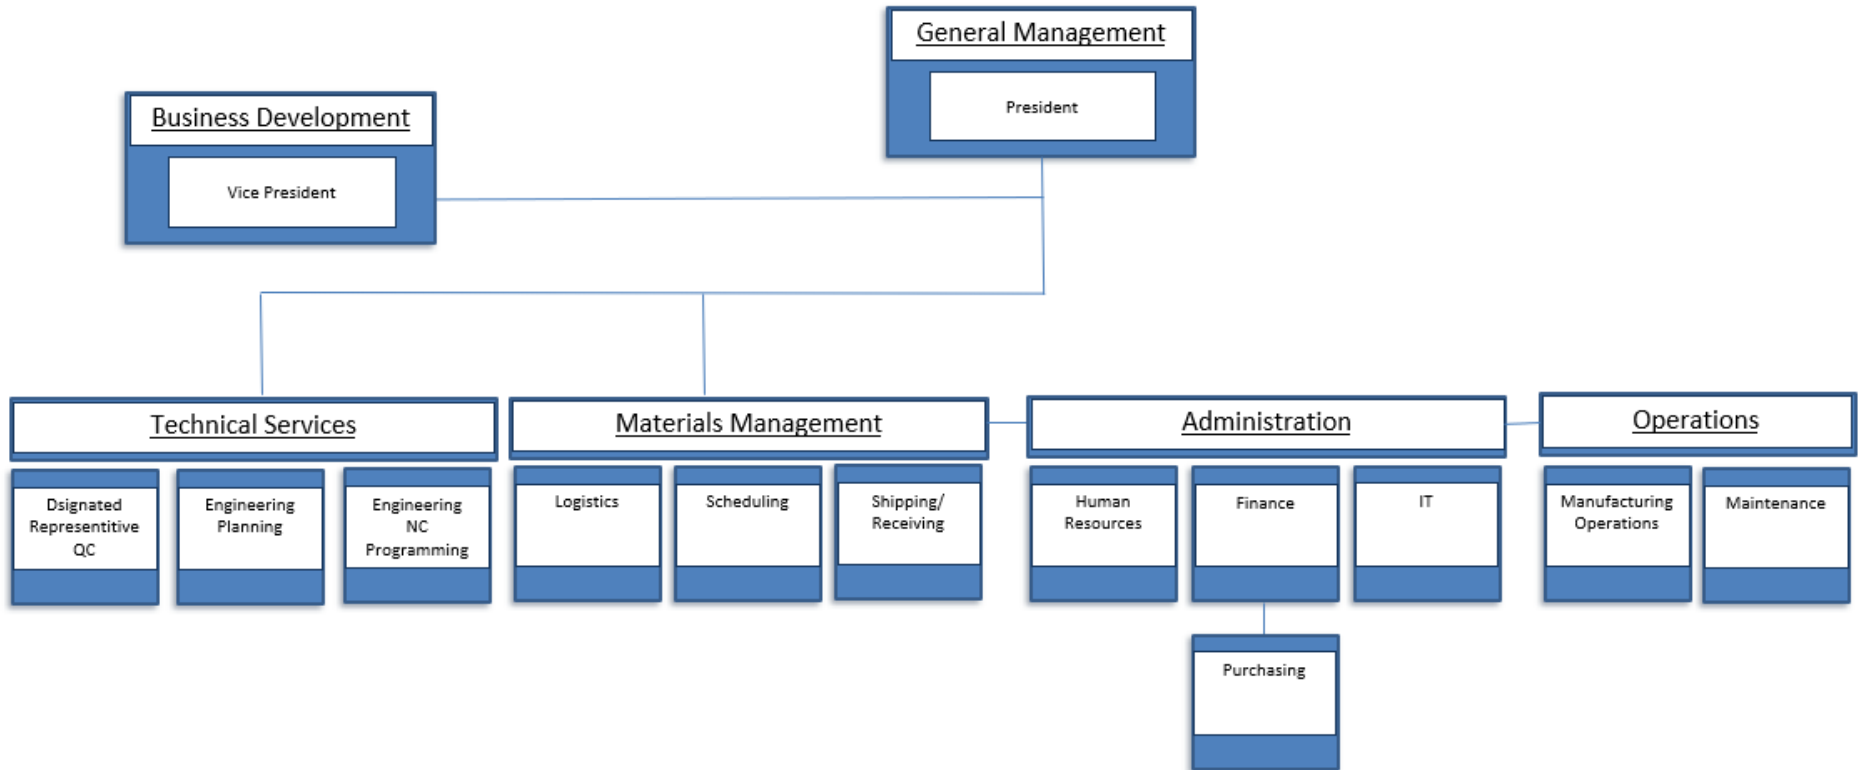 General Management
President
Business Development
Vice President
Technical Services
Materials Management
Administration
Operations
Dsignated
Representitive
QC
Engineering
Planning
Engineering
NC
Programming
Logistics
Scheduling
Shipping/
Receiving
Human
Resources
Finance
IT
Manufacturing
Operations
Maintenance
Purchasing